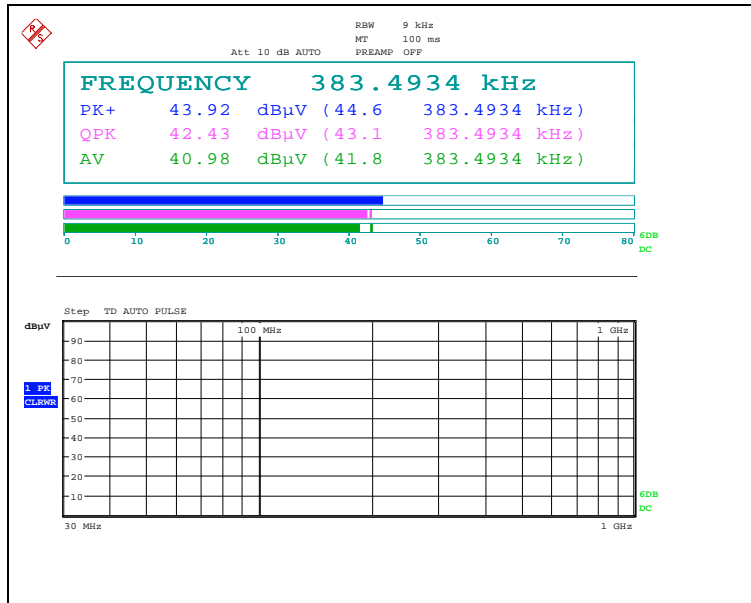 R S
RBW 9 kHz
MT 100 ms
Att 10 dB AUTO PREAMP OFF
FREQUENCY 383.4934 kHz
PK+ 43.92 dBµV (44.6 383.4934 kHz)
QPK 42.43 dBµV (43.1 383.4934 kHz)
AV 40.98 dBµV (41.8 383.4934 kHz)
0 10 20 30 40 50 60 70 80
6DB
DC
Step TD AUTO PULSE
dBµV
100 MHz 1 GHz
90
80
70
1 PK
CLRWR
60
50
40
30
20
10
6DB
DC
30 MHz 1 GHz